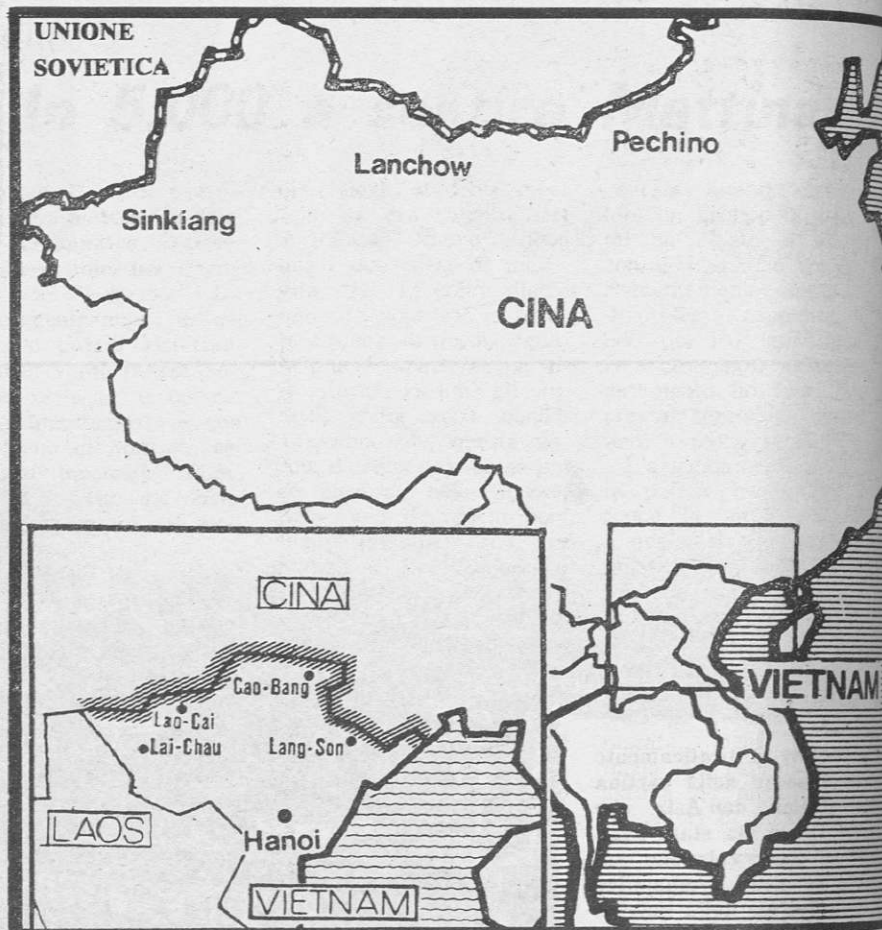 UNIONE
SOVIETICA
Pechino
Lanchow
Sinkiang
CINA
CINA
Cao-Bang
Lao-Cai
Lai-Chau
Lang-Son
VIETNAM
LAOS
Hanoi
VIETNAM